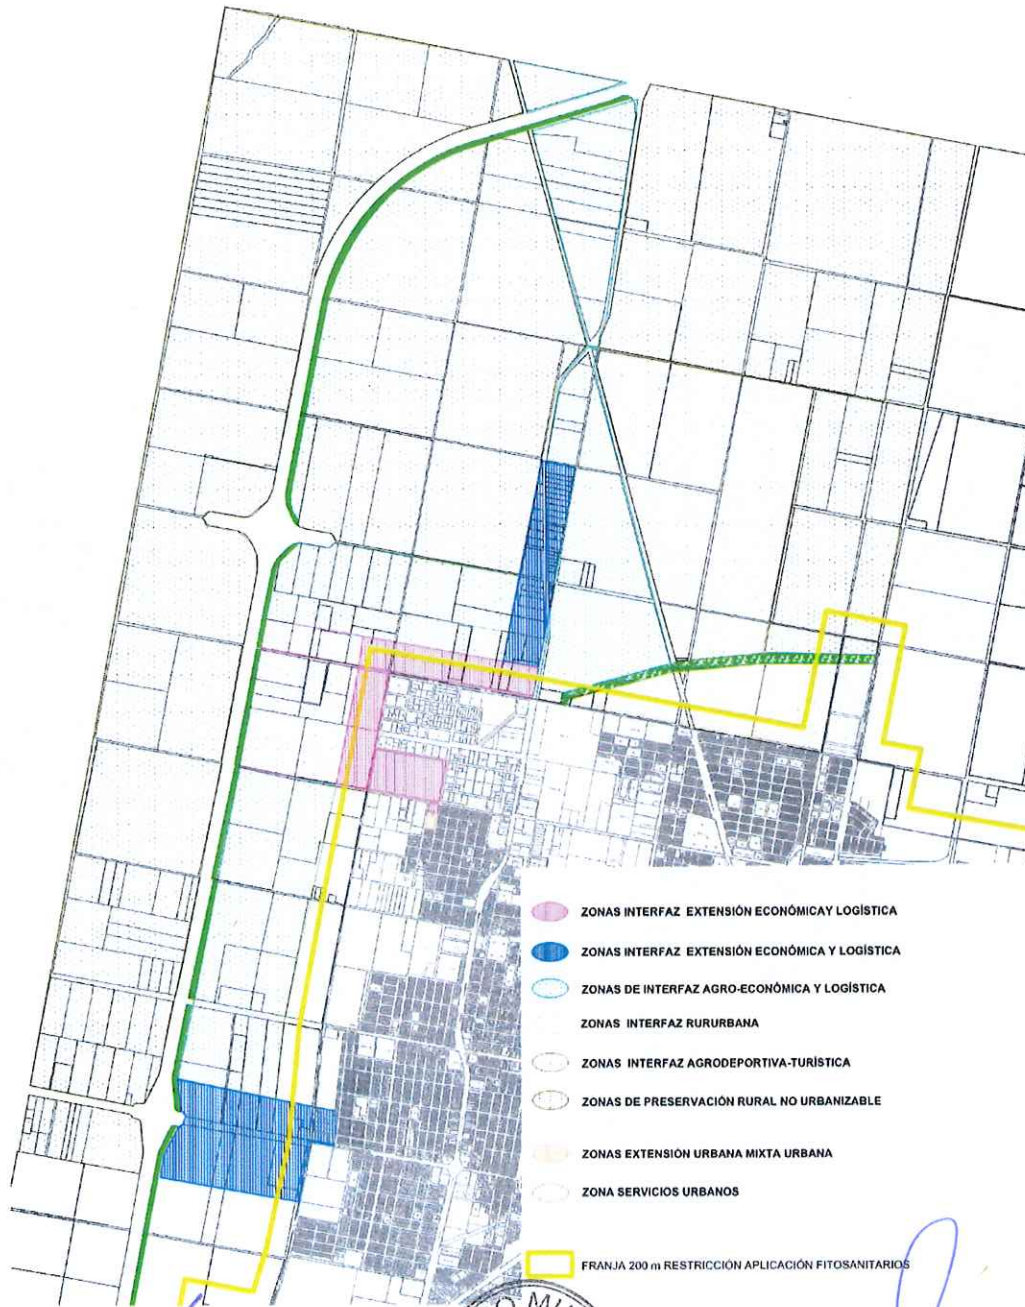 ZONAS INTERFAZ EXTENSIÓN ECONÓMICAY LOGÍSTICA
ZONAS INTERFAZ EXTENSIÓN ECONÓMICA Y LOGÍSTICA
ZONAS DE INTERFAZ AGRO-ECONÓMICA Y LOGÍSTICA
ZONAS INTERFAZ RURURBANA
ZONAS INTERFAZ AGRODEPORTIVA-TURÍSTICA
ZONAS DE PRESERVACIÓN RURAL NO URBANIZABLE
ZONAS EXTENSIÓN URBANA MIXTA URBANA
ZONA SERVICIOS URBANOS
FRANJA 200 m RESTRICCIÓN APLICACIÓN FITOSANITARIOS